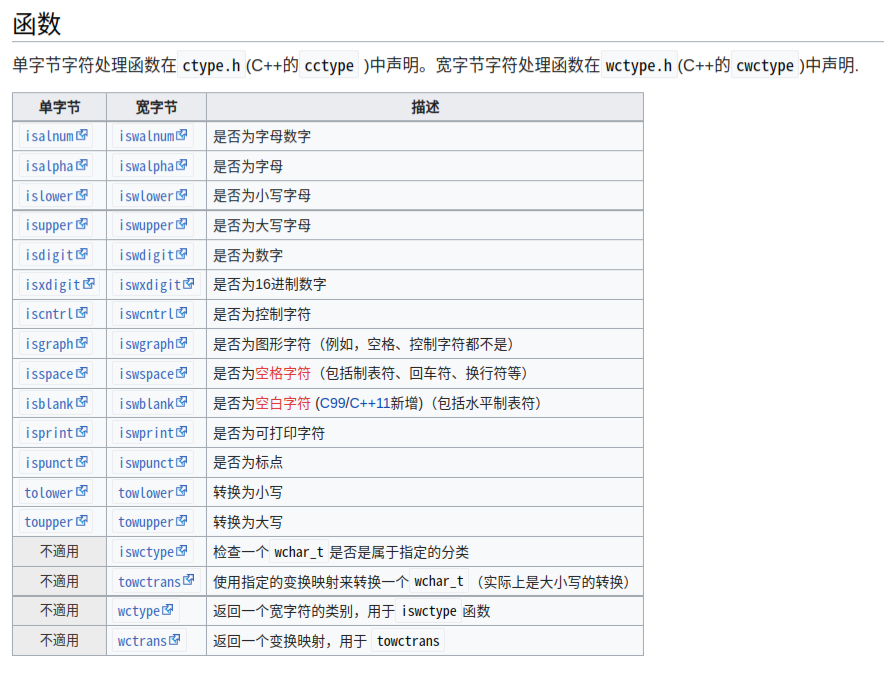 函数
单字节字符处理函数在 ctype.h (C++的 cctype )中声明。宽字节字符处理函数在 wctype.h (C++的 cwctype )中声明.
单字节 宽字节 描述
isalnum iswalnum 是否为字母数字
isalpha iswalpha 是否为字母
islower iswlower 是否为小写字母
isupper iswupper 是否为大写字母
isdigit iswdigit 是否为数字
isxdigit iswxdigit 是否为16进制数字
iscntrl iswcntrl 是否为控制字符
isgraph iswgraph 是否为图形字符（例如，空格、控制字符都不是）
isspace iswspace 是否为空格字符（包括制表符、回车符、换行符等）
isblank iswblank 是否为空白字符 (C99/C++11新增)（包括水平制表符）
isprint iswprint 是否为可打印字符
ispunct iswpunct 是否为标点
tolower towlower 转换为小写
toupper towupper 转换为大写
不適用 iswctype 检查一个 wchar_t 是否是属于指定的分类
不適用 towctrans 使用指定的变换映射来转换一个 wchar_t （实际上是大小写的转换）
不適用 wctype 返回一个宽字符的类别，用于 iswctype 函数
不適用 wctrans 返回一个变换映射，用于 towctrans